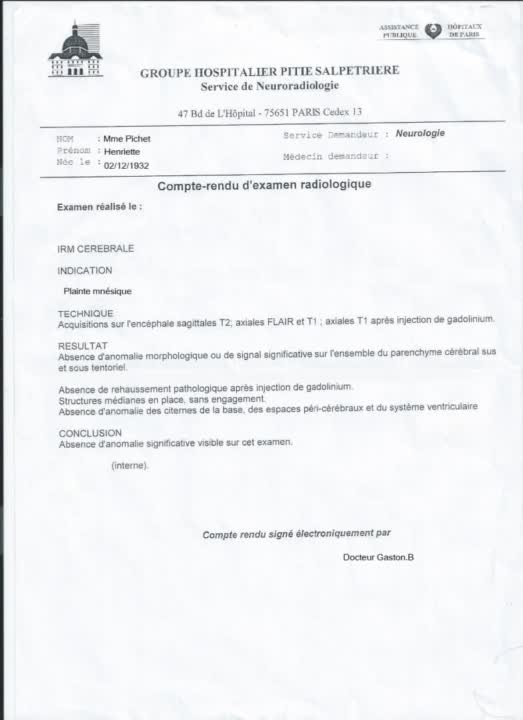 ASSISTANCE PUBLIQUE HÔPITAUX DE PARIS
GROUPE HOSPITALIER PITIE SALPETRIERE
Service de Neuroradiologie
47 Bd de L'Hôpital - 75651 PARIS Cedex 13
NOM : Mme Pichet
Prénom : Henriette
Née le : 02/12/1932
Service Demandeur : Neurologie
Médecin demandeur :
Compte-rendu d'examen radiologique
Examen réalisé le :
IRM CEREBRALE
INDICATION
Plainte mnésique
TECHNIQUE
Acquisitions sur l'encéphale sagittales T2; axiales FLAIR et T1 ; axiales T1 après injection de gadolinium.
RESULTAT
Absence d'anomalie morphologique ou de signal significative sur l'ensemble du parenchyme cérébral sus
et sous tentoriel.
Absence de rehaussement pathologique après injection de gadolinium.
Structures médianes en place, sans engagement.
Absence d'anomalie des citernes de la base, des espaces péri-cérébraux et du système ventriculaire
CONCLUSION
Absence d'anomalie significative visible sur cet examen.
(interne).
Compte rendu signé électroniquement par
Docteur Gaston.B